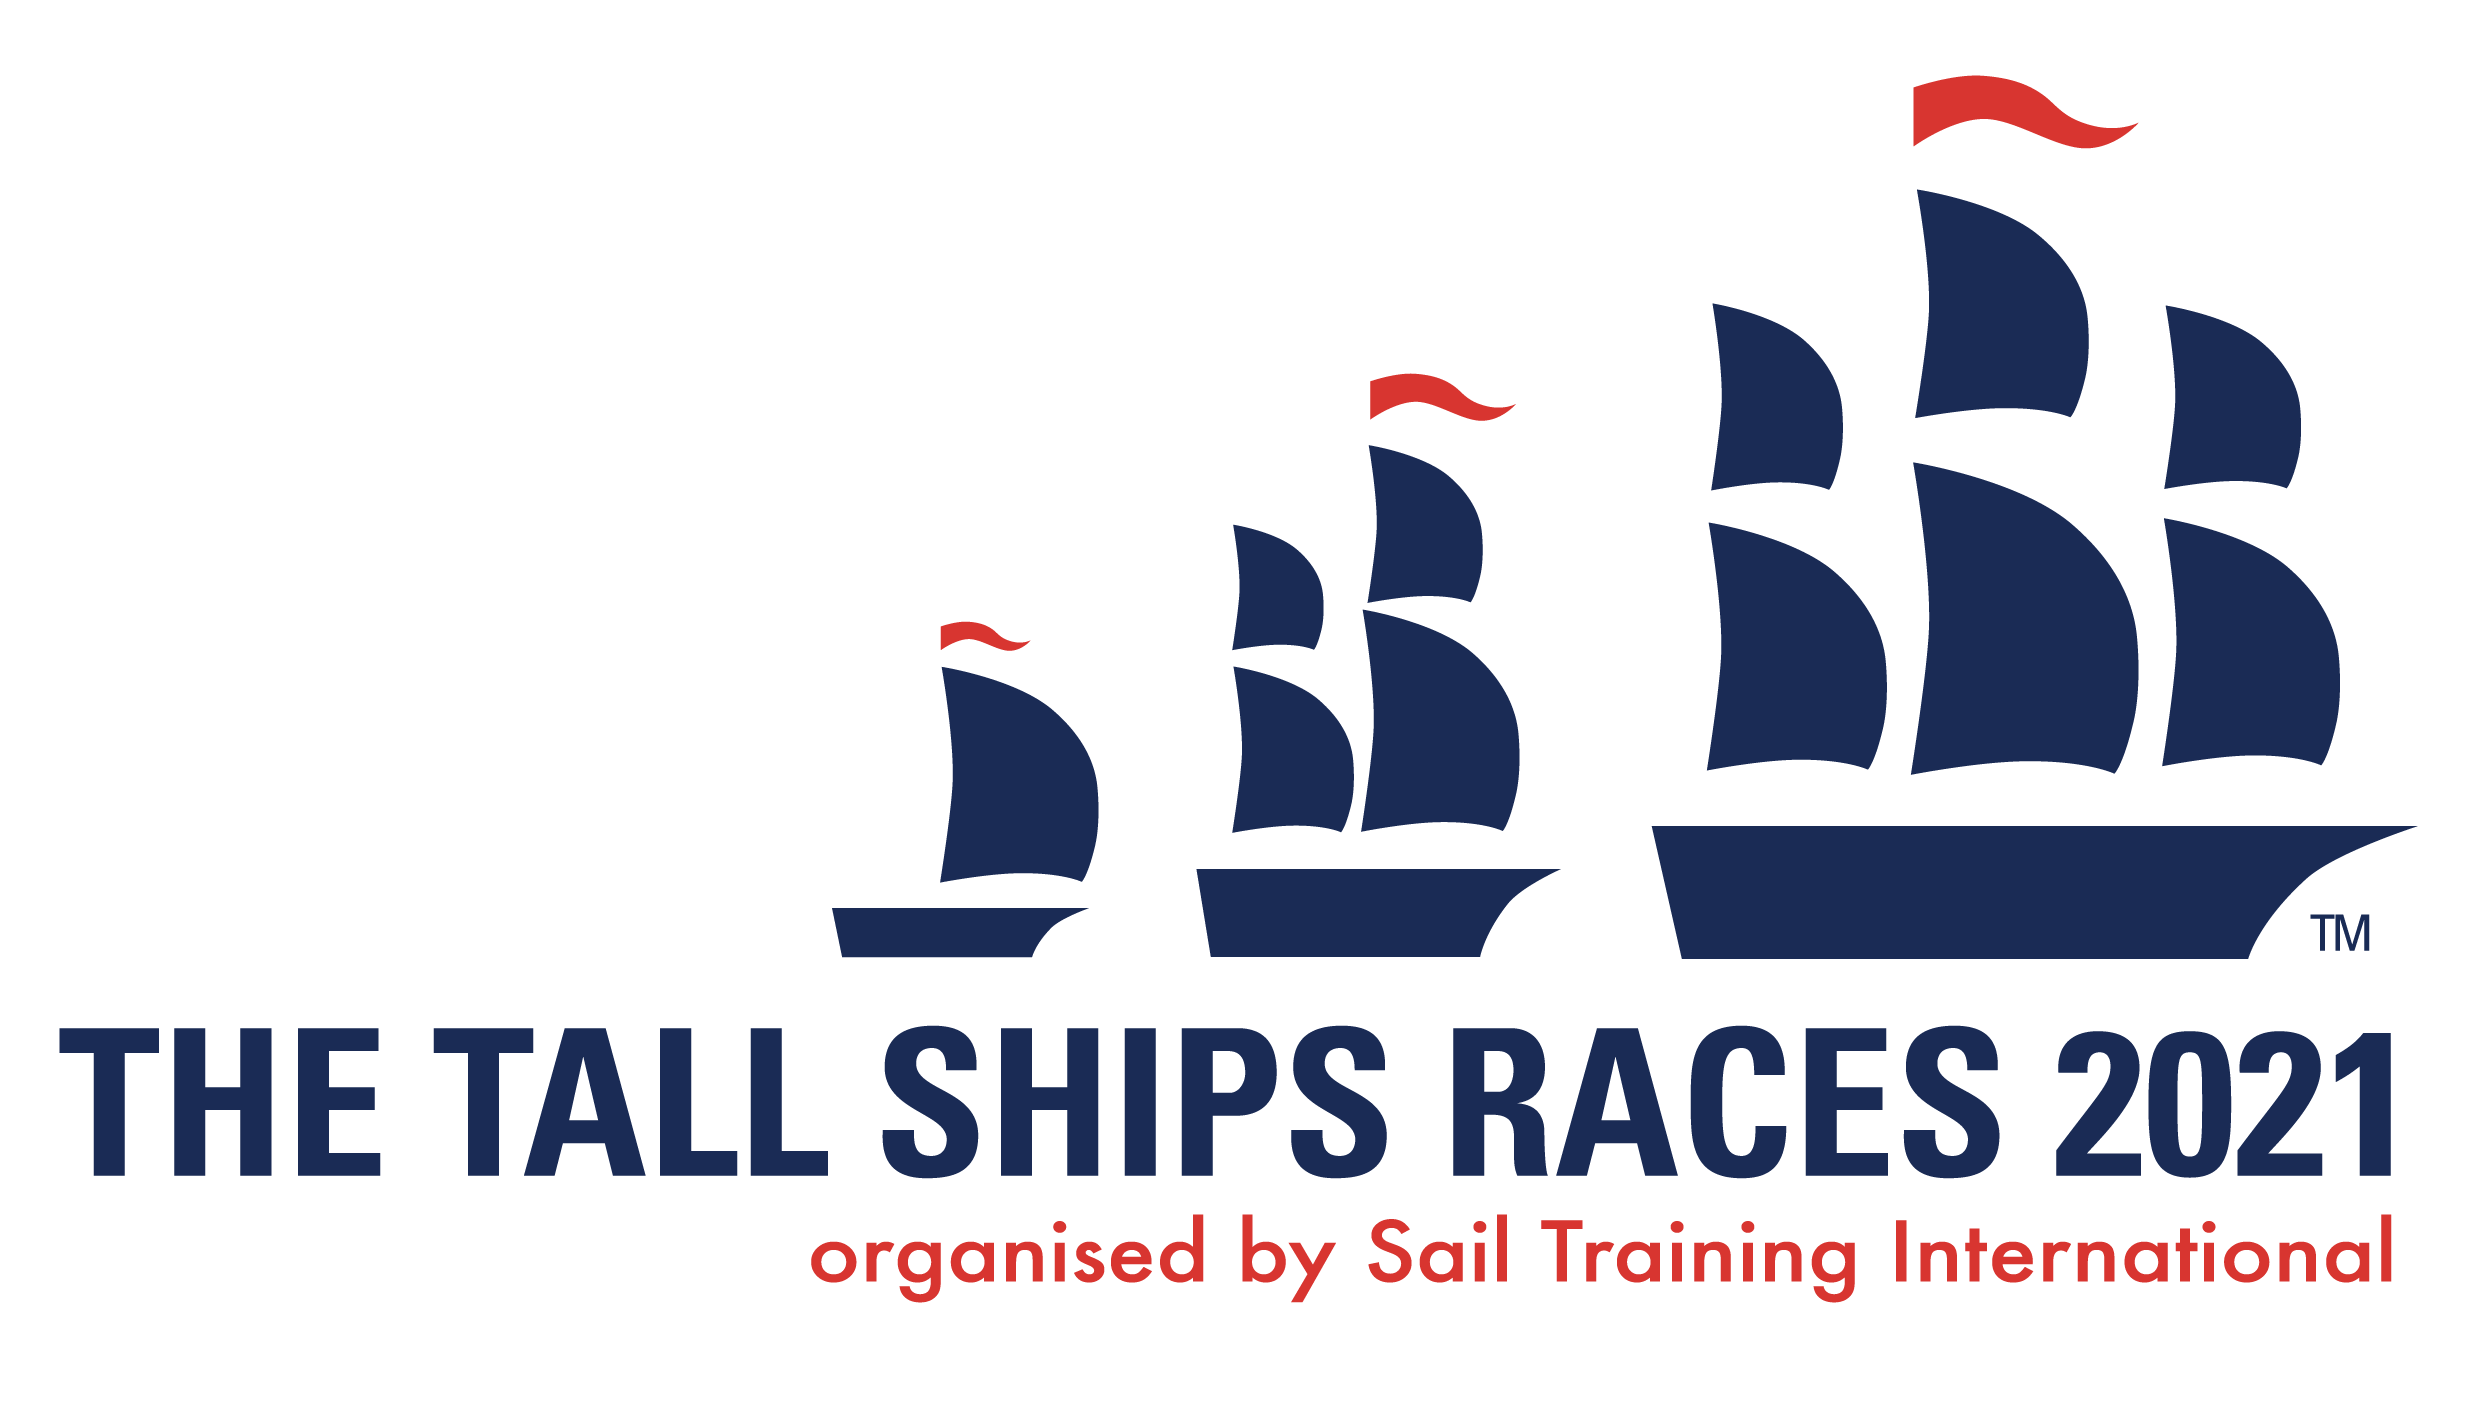 TM
THE TALL SHIPS RACES 2021
organised by Sail Training International